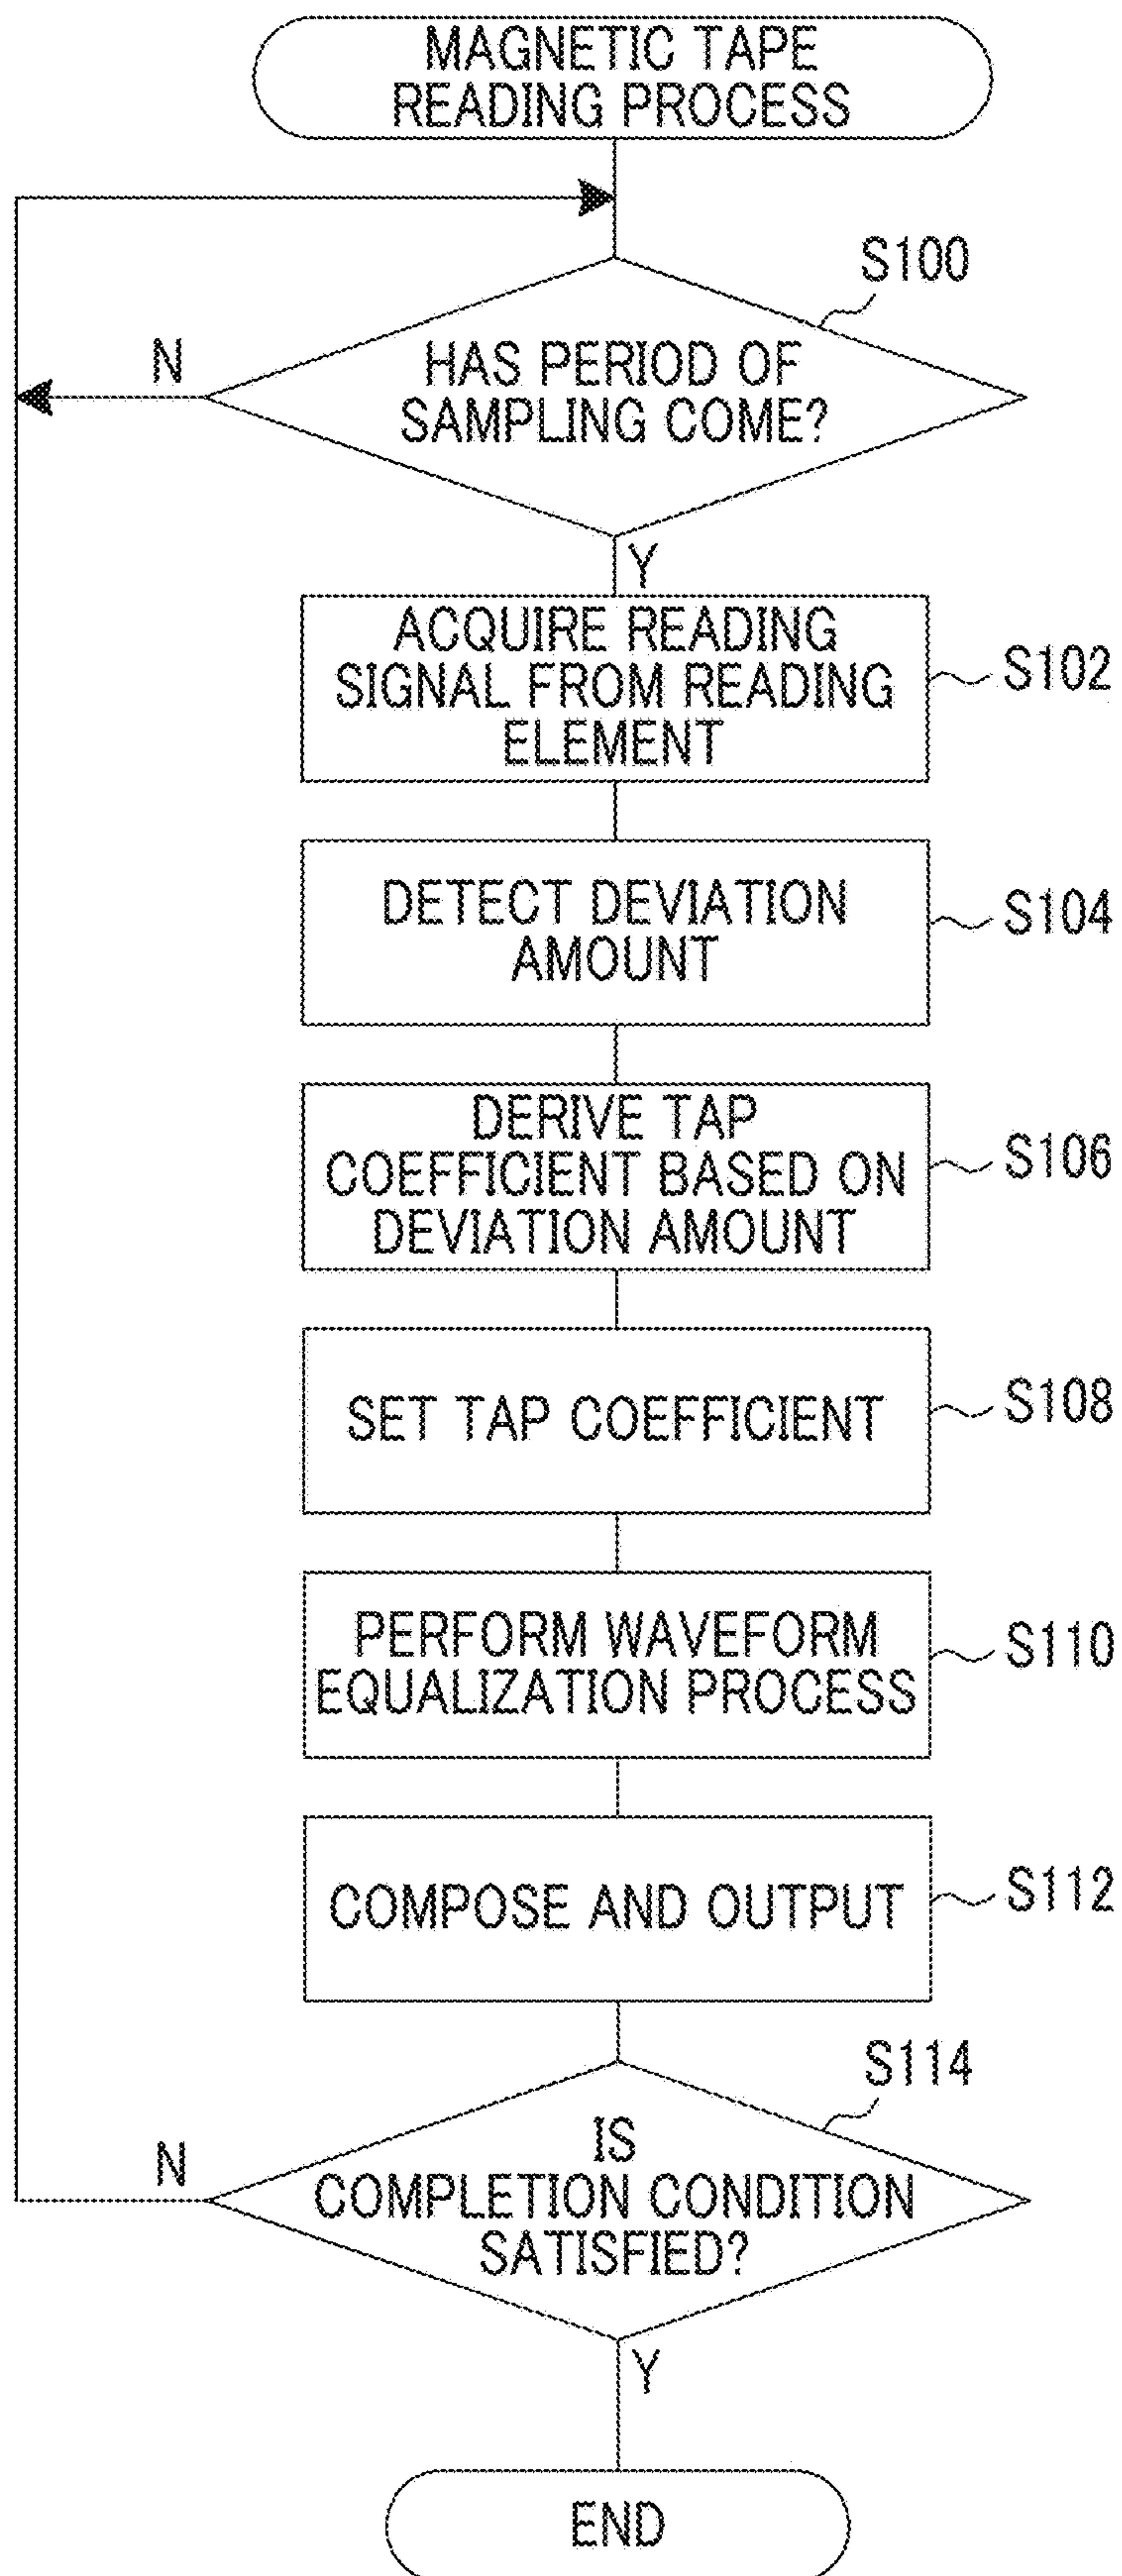 MAGNETIC TAPE
READING PROCESS
S100
HAS PERIOD OF
SAMPLING COME?
N
Y
ACQUIRE READING
SIGNAL FROM READING
ELEMENT
S102
DETECT DEVIATION
AMOUNT
S104
DERIVE TAP
COEFFICIENT BASED ON
DEVIATION AMOUNT
S106
SET TAP COEFFICIENT
S108
PERFORM WAVEFORM
EQUALIZATION PROCESS
S110
COMPOSE AND OUTPUT
S112
S114
IS
COMPLETION CONDITION
SATISFIED?
N
Y
END